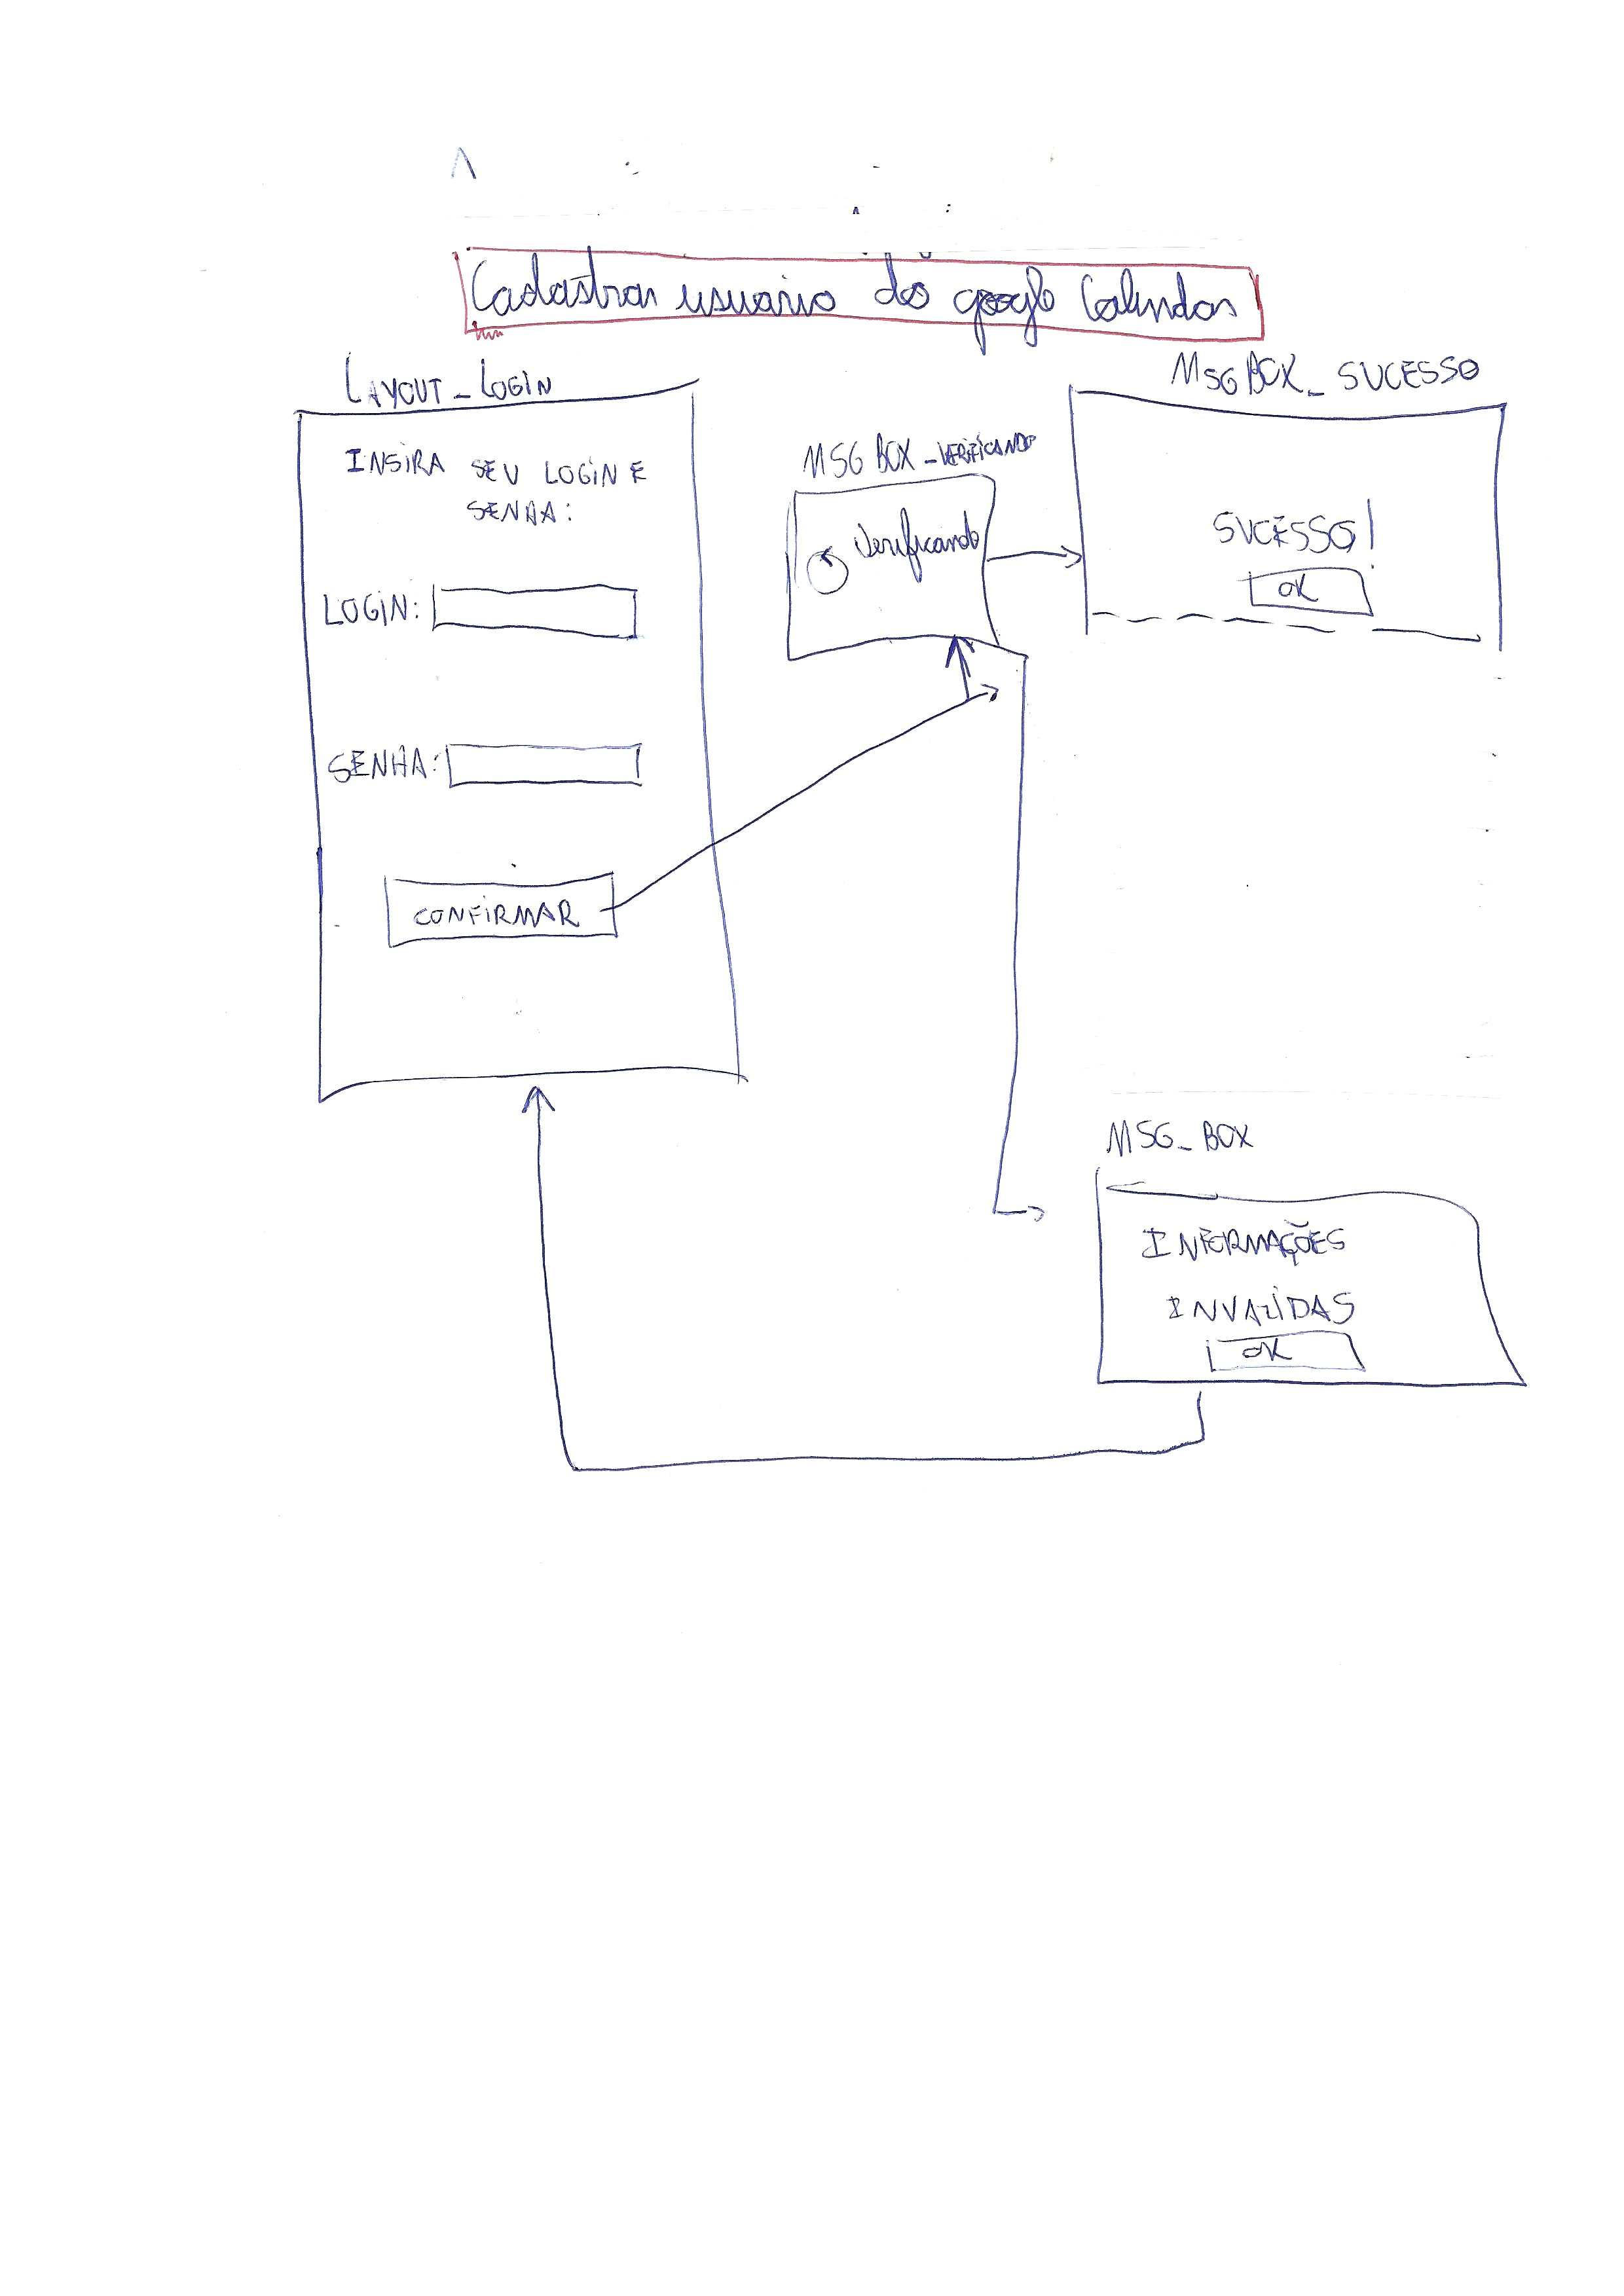 Cadastrar usuário do google Calendar
LAYOUT_LOGIN
INSIRA SEU LOGIN E
SENHA:
LOGIN:
SENHA:
CONFIRMAR
MSG BOX_VERIFICANDO
Verificando
MSG BOX_SUCESSO
SUCESSO!
OK
MSG_BOX
INFORMAÇÕES
INVALIDAS
OK